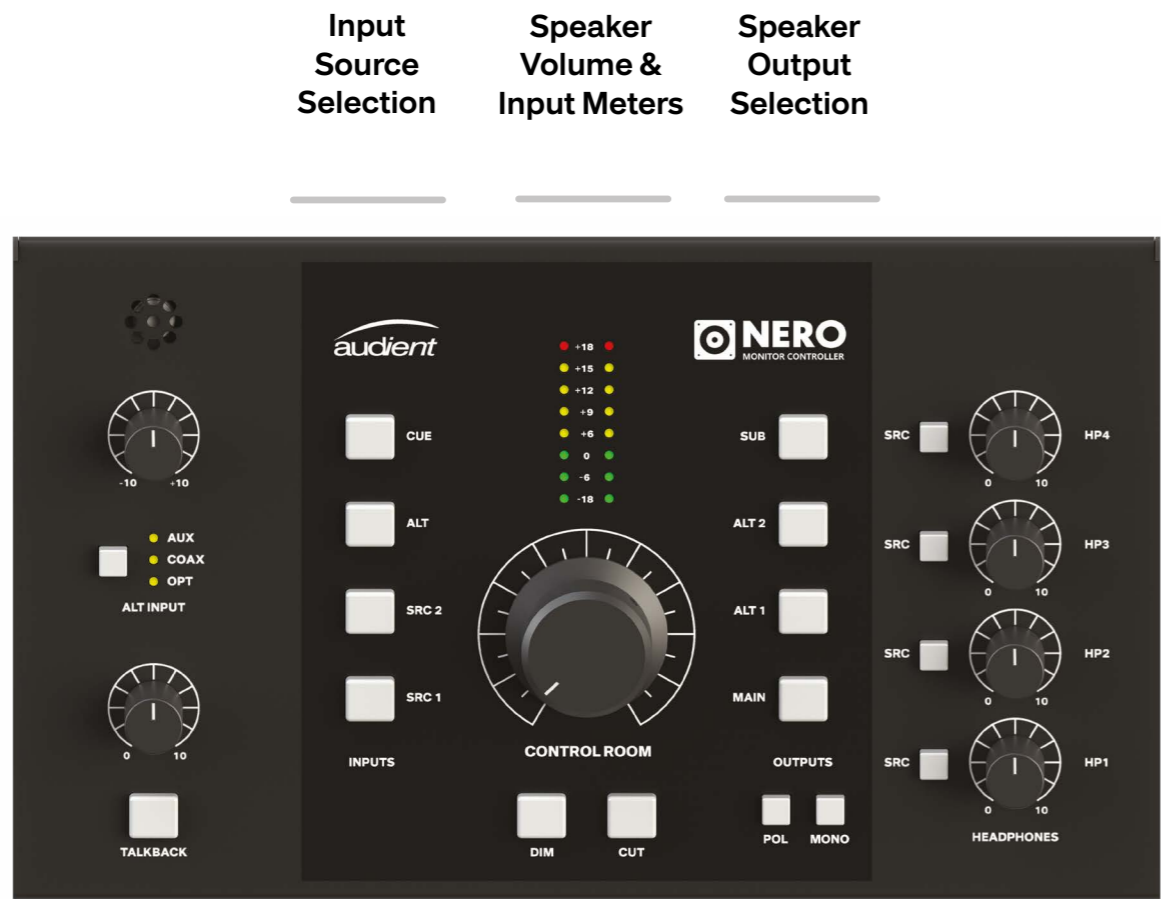 Input
Source
Selection
Speaker
Volume &
Input Meters
Speaker
Output
Selection
audient
NERO
MONITOR CONTROLLER
+18
+15
+12
+9
+6
0
-6
-18
-10 +10
AUX
COAX
OPT
ALT INPUT
0 10
TALKBACK
CUE
ALT
SRC 2
SRC 1
INPUTS
CONTROL ROOM
DIM
CUT
SUB
ALT 2
ALT 1
MAIN
OUTPUTS
POL
MONO
SRC
HP4
0 10
SRC
HP3
0 10
SRC
HP2
0 10
SRC
HP1
0 10
HEADPHONES